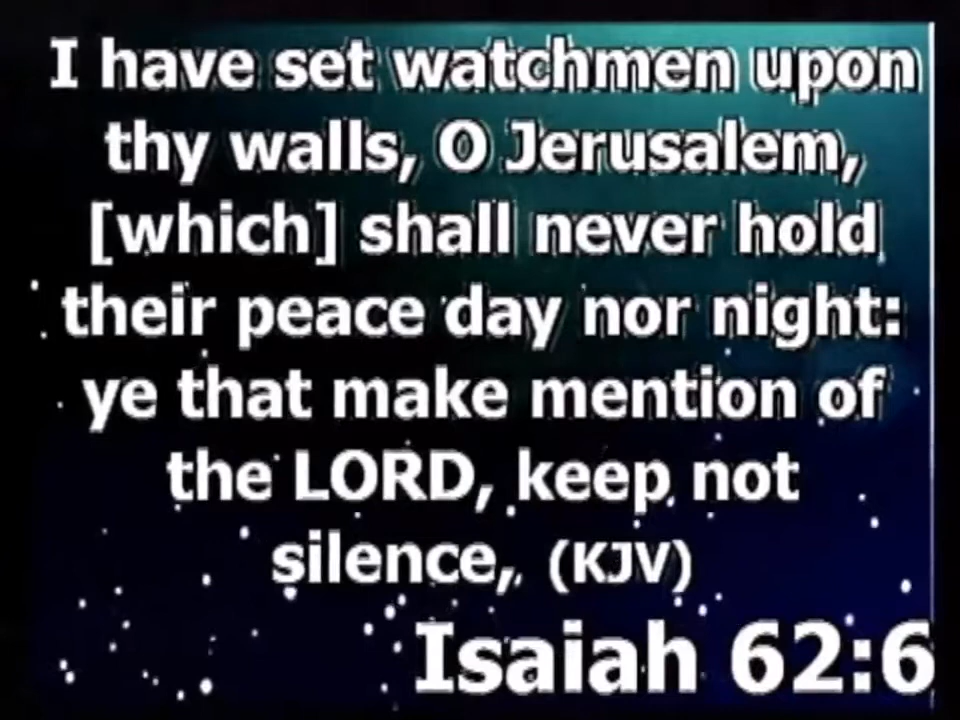 I have set watchmen upon
thy walls, O Jerusalem,
[which] shall never hold
their peace day nor night:
ye that make mention of
the LORD, keep not
silence, (KJV)
Isaiah 62:6